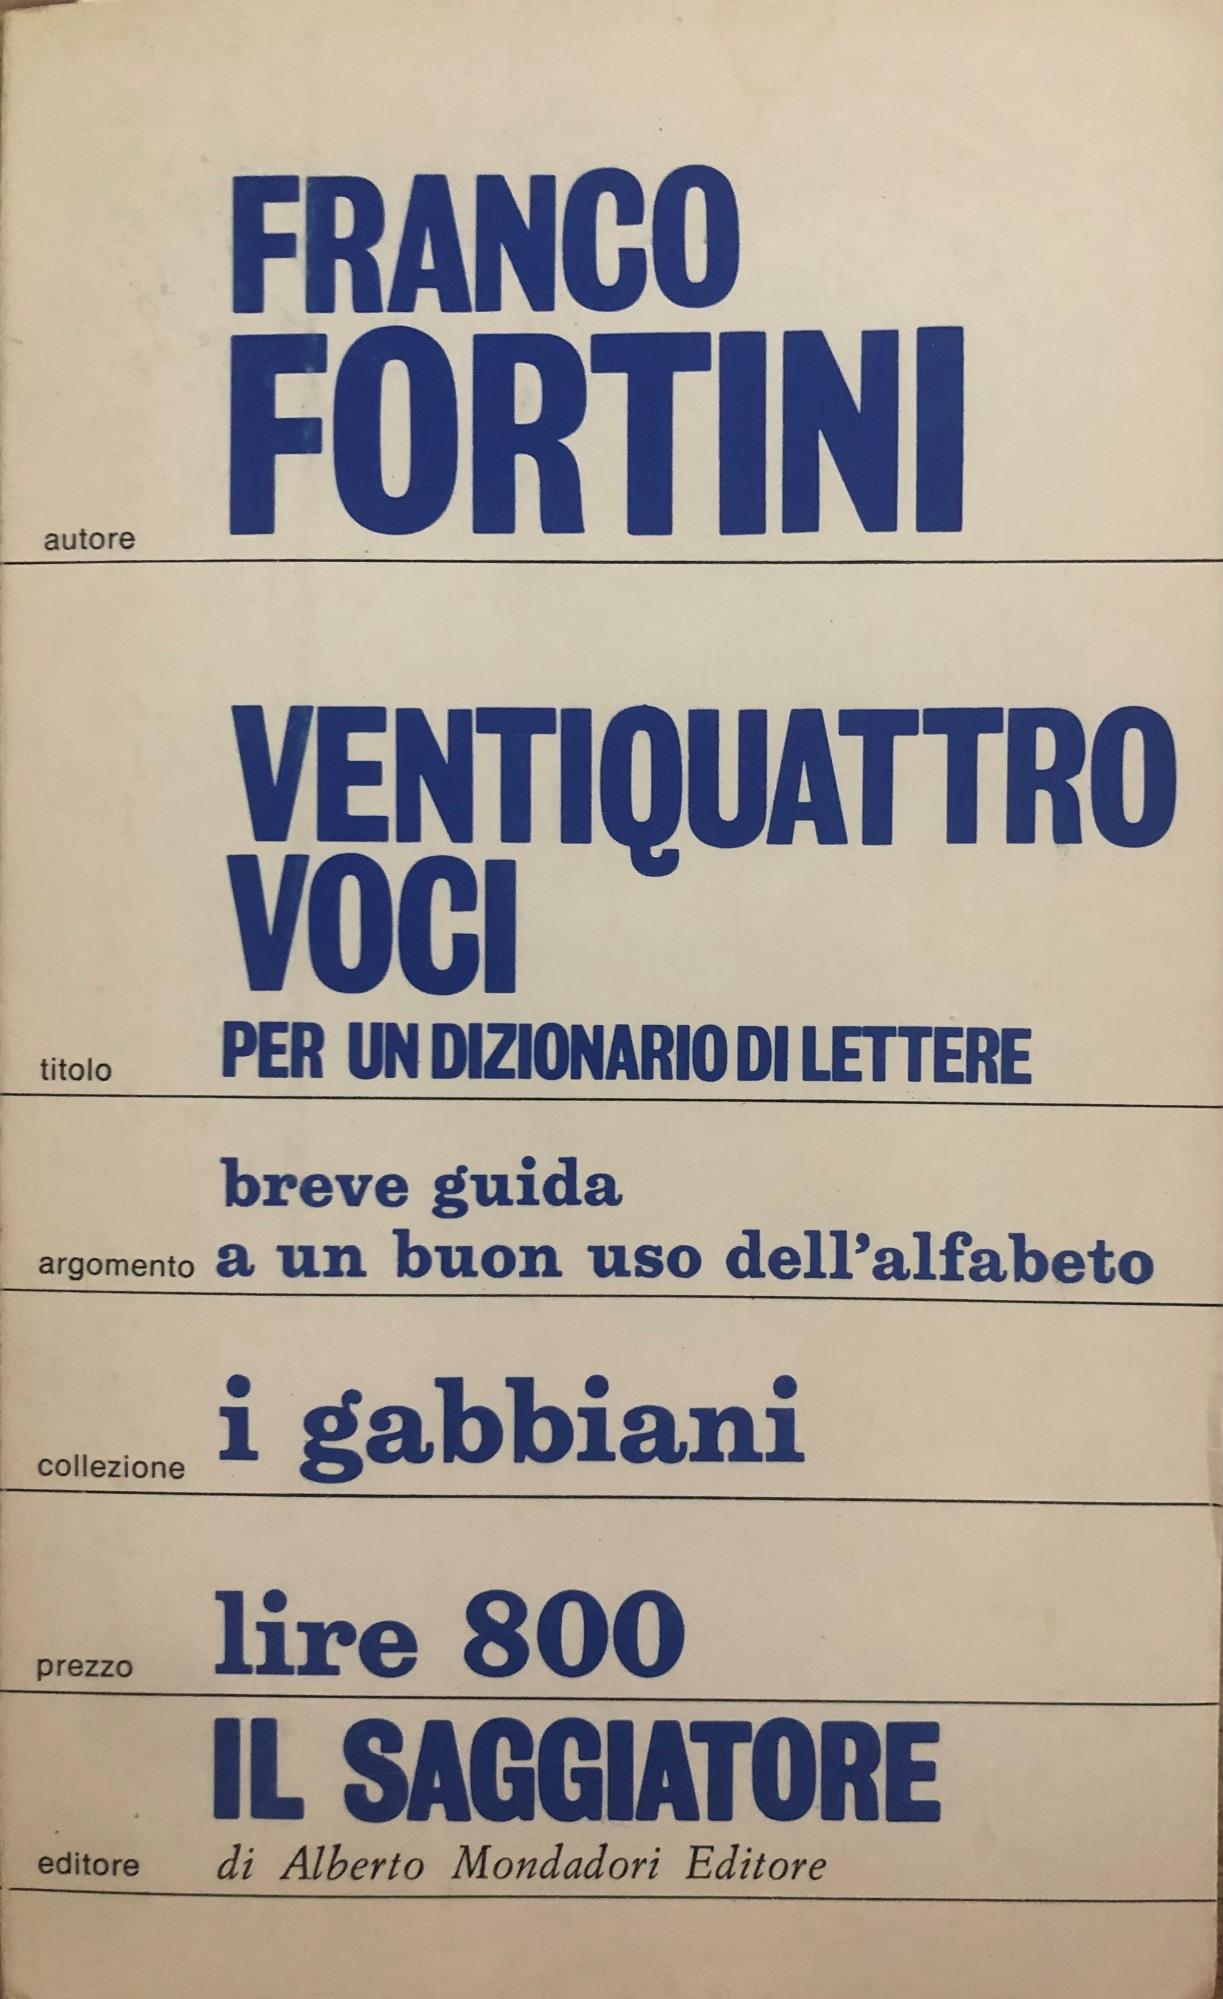 FRANCO
FORTINI
autore
VENTIQUATTRO
VOCI
PER UN DIZIONARIO DI LETTERE
titolo
breve guida
a un buon uso dell'alfabeto
argomento
i gabbiani
collezione
lire 800
prezzo
IL SAGGIATORE
di Alberto Mondadori Editore
editore